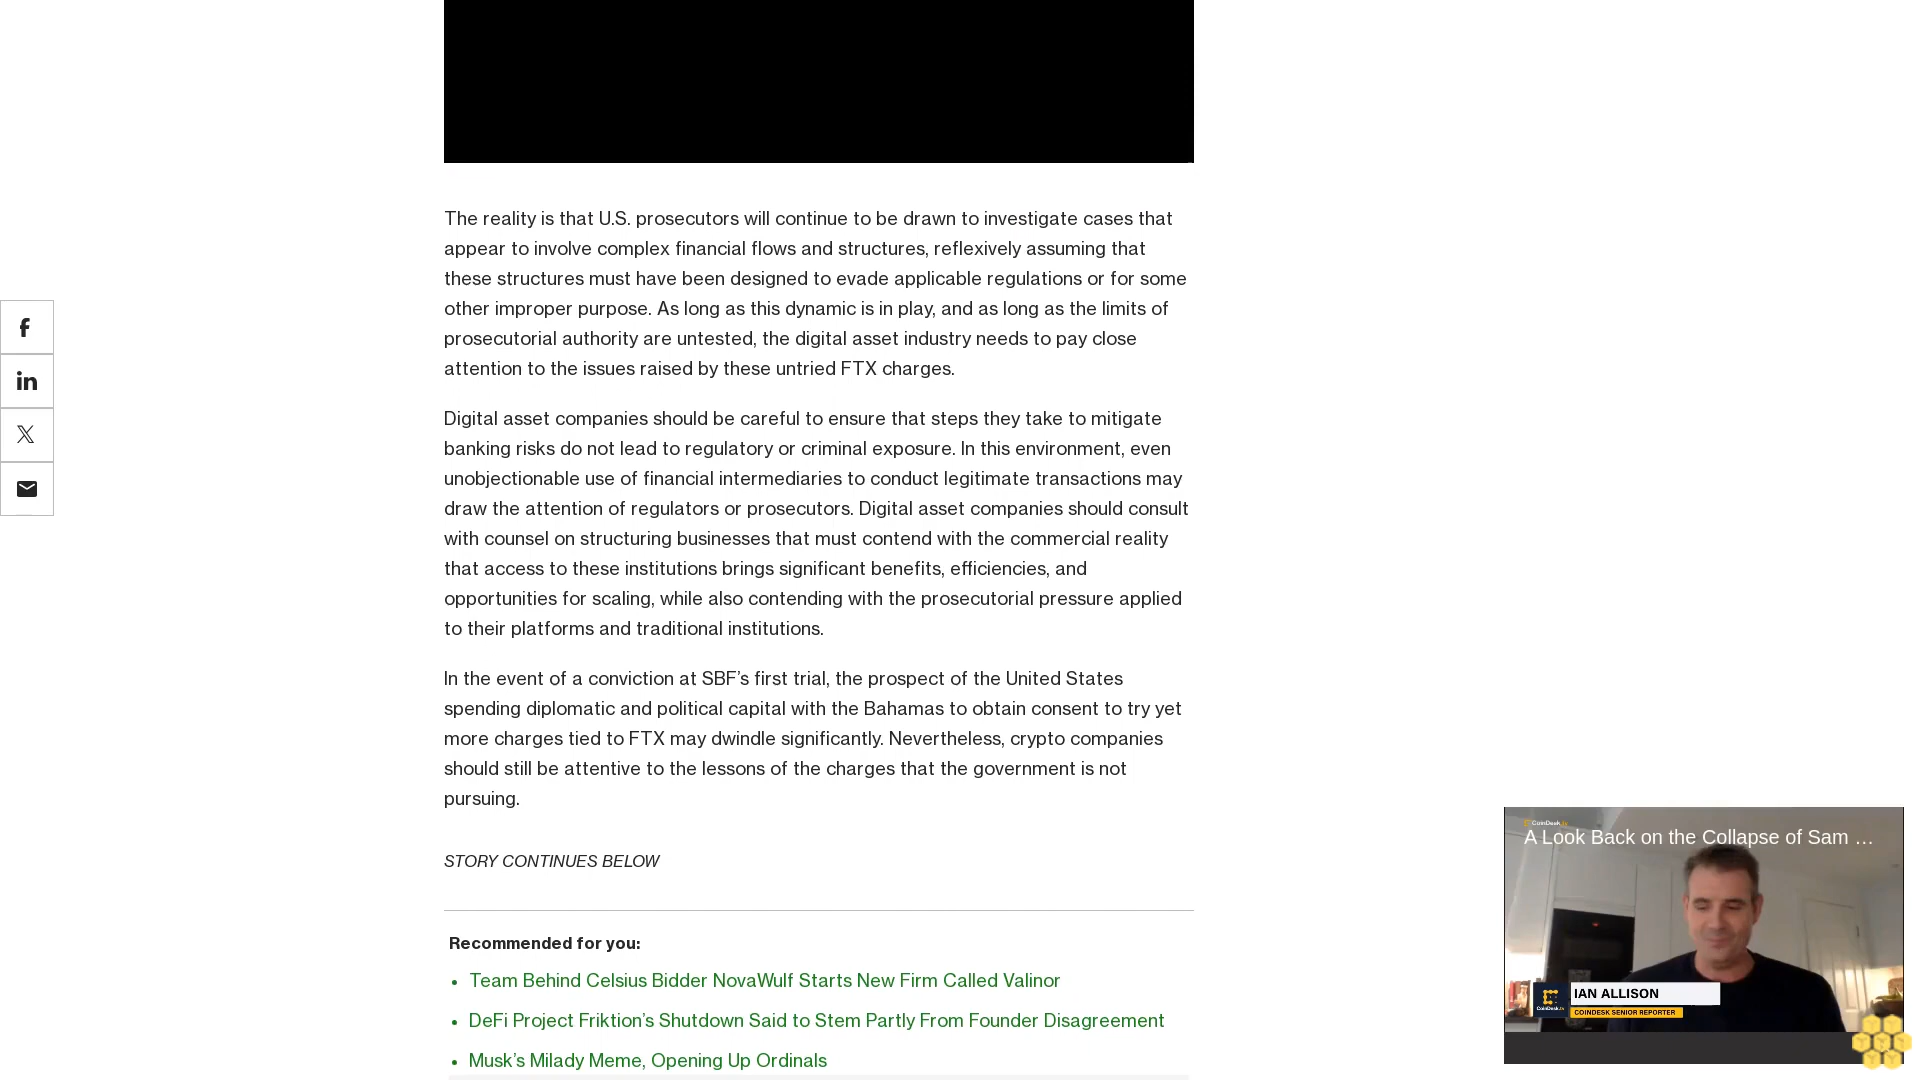 The reality is that U.S. prosecutors will continue to be drawn to investigate cases that
appear to involve complex financial flows and structures, reflexively assuming that
these structures must have been designed to evade applicable regulations or for some
other improper purpose. As long as this dynamic is in play, and as long as the limits of
prosecutorial authority are untested, the digital asset industry needs to pay close
attention to the issues raised by these untried FTX charges.
Digital asset companies should be careful to ensure that steps they take to mitigate
banking risks do not lead to regulatory or criminal exposure. In this environment, even
unobjectionable use of financial intermediaries to conduct legitimate transactions may
draw the attention of regulators or prosecutors. Digital asset companies should consult
with counsel on structuring businesses that must contend with the commercial reality
that access to these institutions brings significant benefits, efficiencies, and
opportunities for scaling, while also contending with the prosecutorial pressure applied
to their platforms and traditional institutions.
In the event of a conviction at SBF’s first trial, the prospect of the United States
spending diplomatic and political capital with the Bahamas to obtain consent to try yet
more charges tied to FTX may dwindle significantly. Nevertheless, crypto companies
should still be attentive to the lessons of the charges that the government is not
pursuing.
STORY CONTINUES BELOW
Recommended for you:
• Team Behind Celsius Bidder NovaWulf Starts New Firm Called Valinor
• DeFi Project Friktion’s Shutdown Said to Stem Partly From Founder Disagreement
• Musk’s Milady Meme, Opening Up Ordinals
CoinDesk.tv
A Look Back on the Collapse of Sam …
IAN ALLISON
CoinDesk.tv
COINDESK SENIOR REPORTER